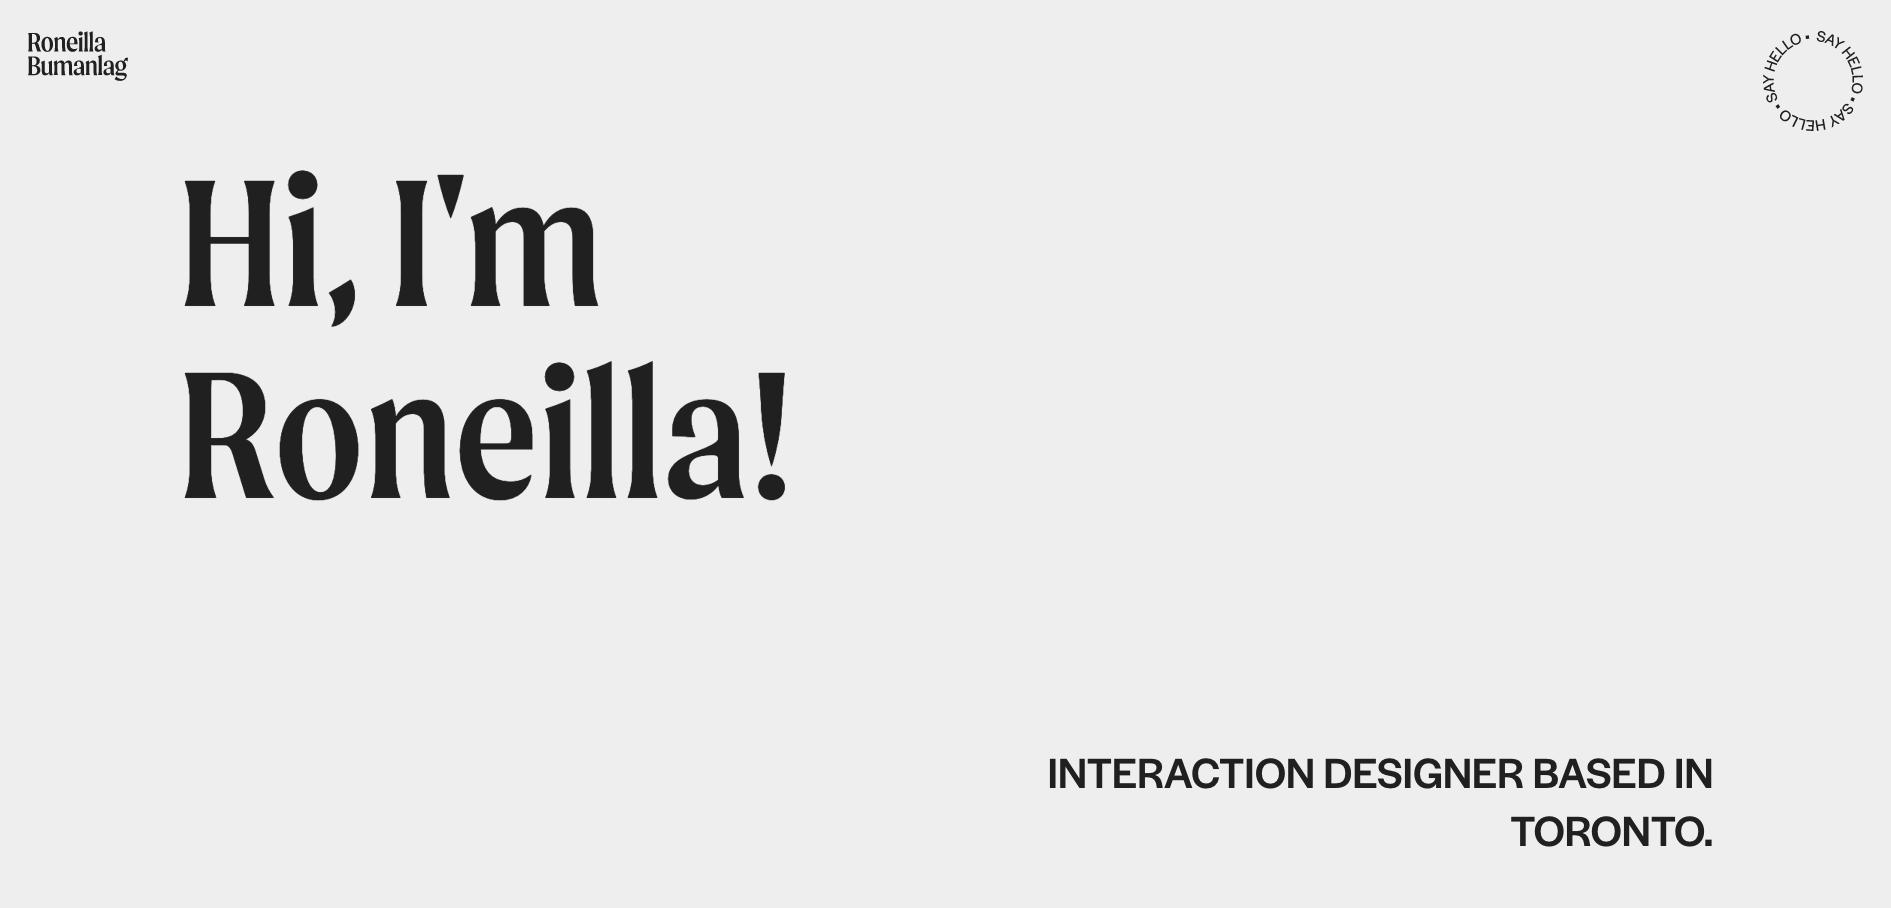 Roneilla
Bumanlag
SAY HELLO • SAY HELLO • SAY HELLO •
Hi, I'm
Roneilla!
INTERACTION DESIGNER BASED IN
TORONTO.